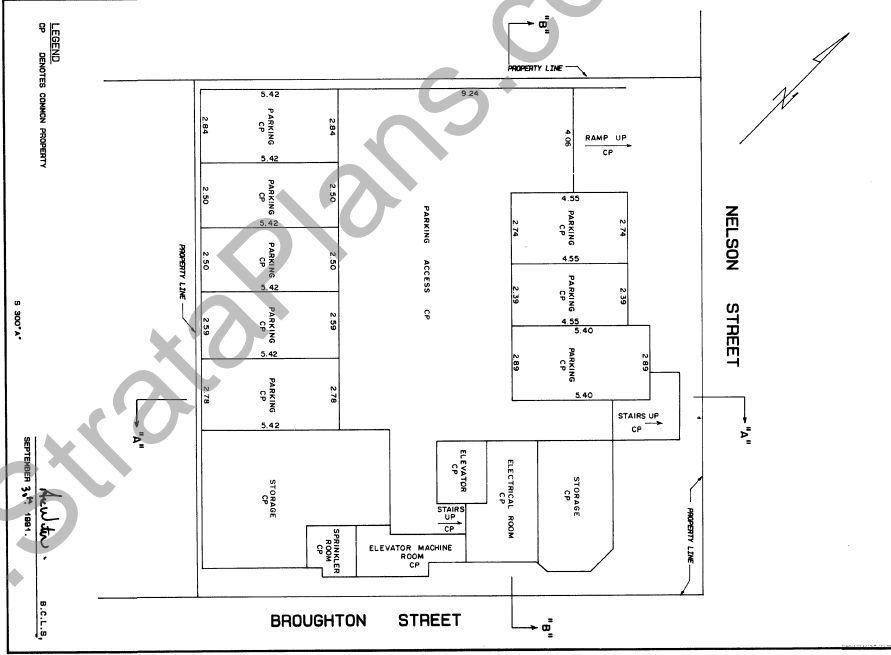 LEGEND
CP DENOTES COMMON PROPERTY
"B"
PROPERTY LINE
5.42
9.24
2.84
PARKING
CP
2.84
4.06
RAMP UP
CP
5.42
2.50
PARKING
CP
2.50
5.42
4.55
2.74
PARKING
CP
2.74
4.55
NELSON STREET
PARKING ACCESS CP
2.50
PARKING
CP
2.50
5.42
2.39
PARKING
CP
2.39
4.55
5.40
PROPERTY LINE
2.59
PARKING
CP
2.59
5.42
2.89
PARKING
CP
2.89
5.40
2.78
PARKING
CP
2.78
5.42
"A"
"A"
STAIRS UP
CP
STORAGE
CP
ELEVATOR
CP
ELECTRICAL ROOM
CP
STORAGE
CP
STAIRS
UP
CP
SPRINKLER
ROOM
CP
ELEVATOR MACHINE
ROOM
CP
PROPERTY LINE
BROUGHTON STREET
"B"
S 300"A"
SEPTEMBER 1981.
B.C.L.S.
N
.StrataPlans.c